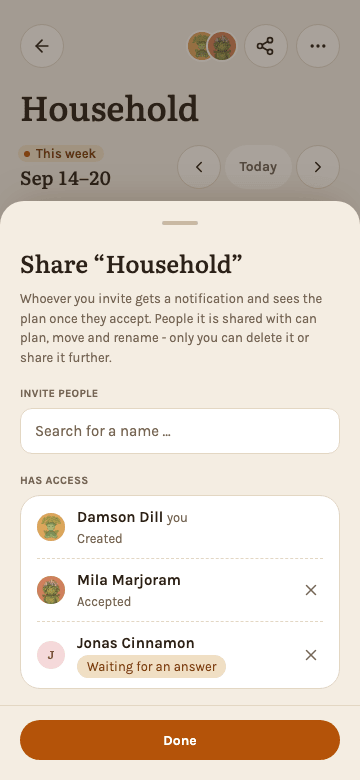 Household
This week
Sep 14–20
Today
Share “Household”
Whoever you invite gets a notification and sees the
plan once they accept. People it is shared with can
plan, move and rename - only you can delete it or
share it further.
INVITE PEOPLE
Search for a name ...
HAS ACCESS
Damson Dill you
Created
Mila Marjoram
Accepted
J
Jonas Cinnamon
Waiting for an answer
Done